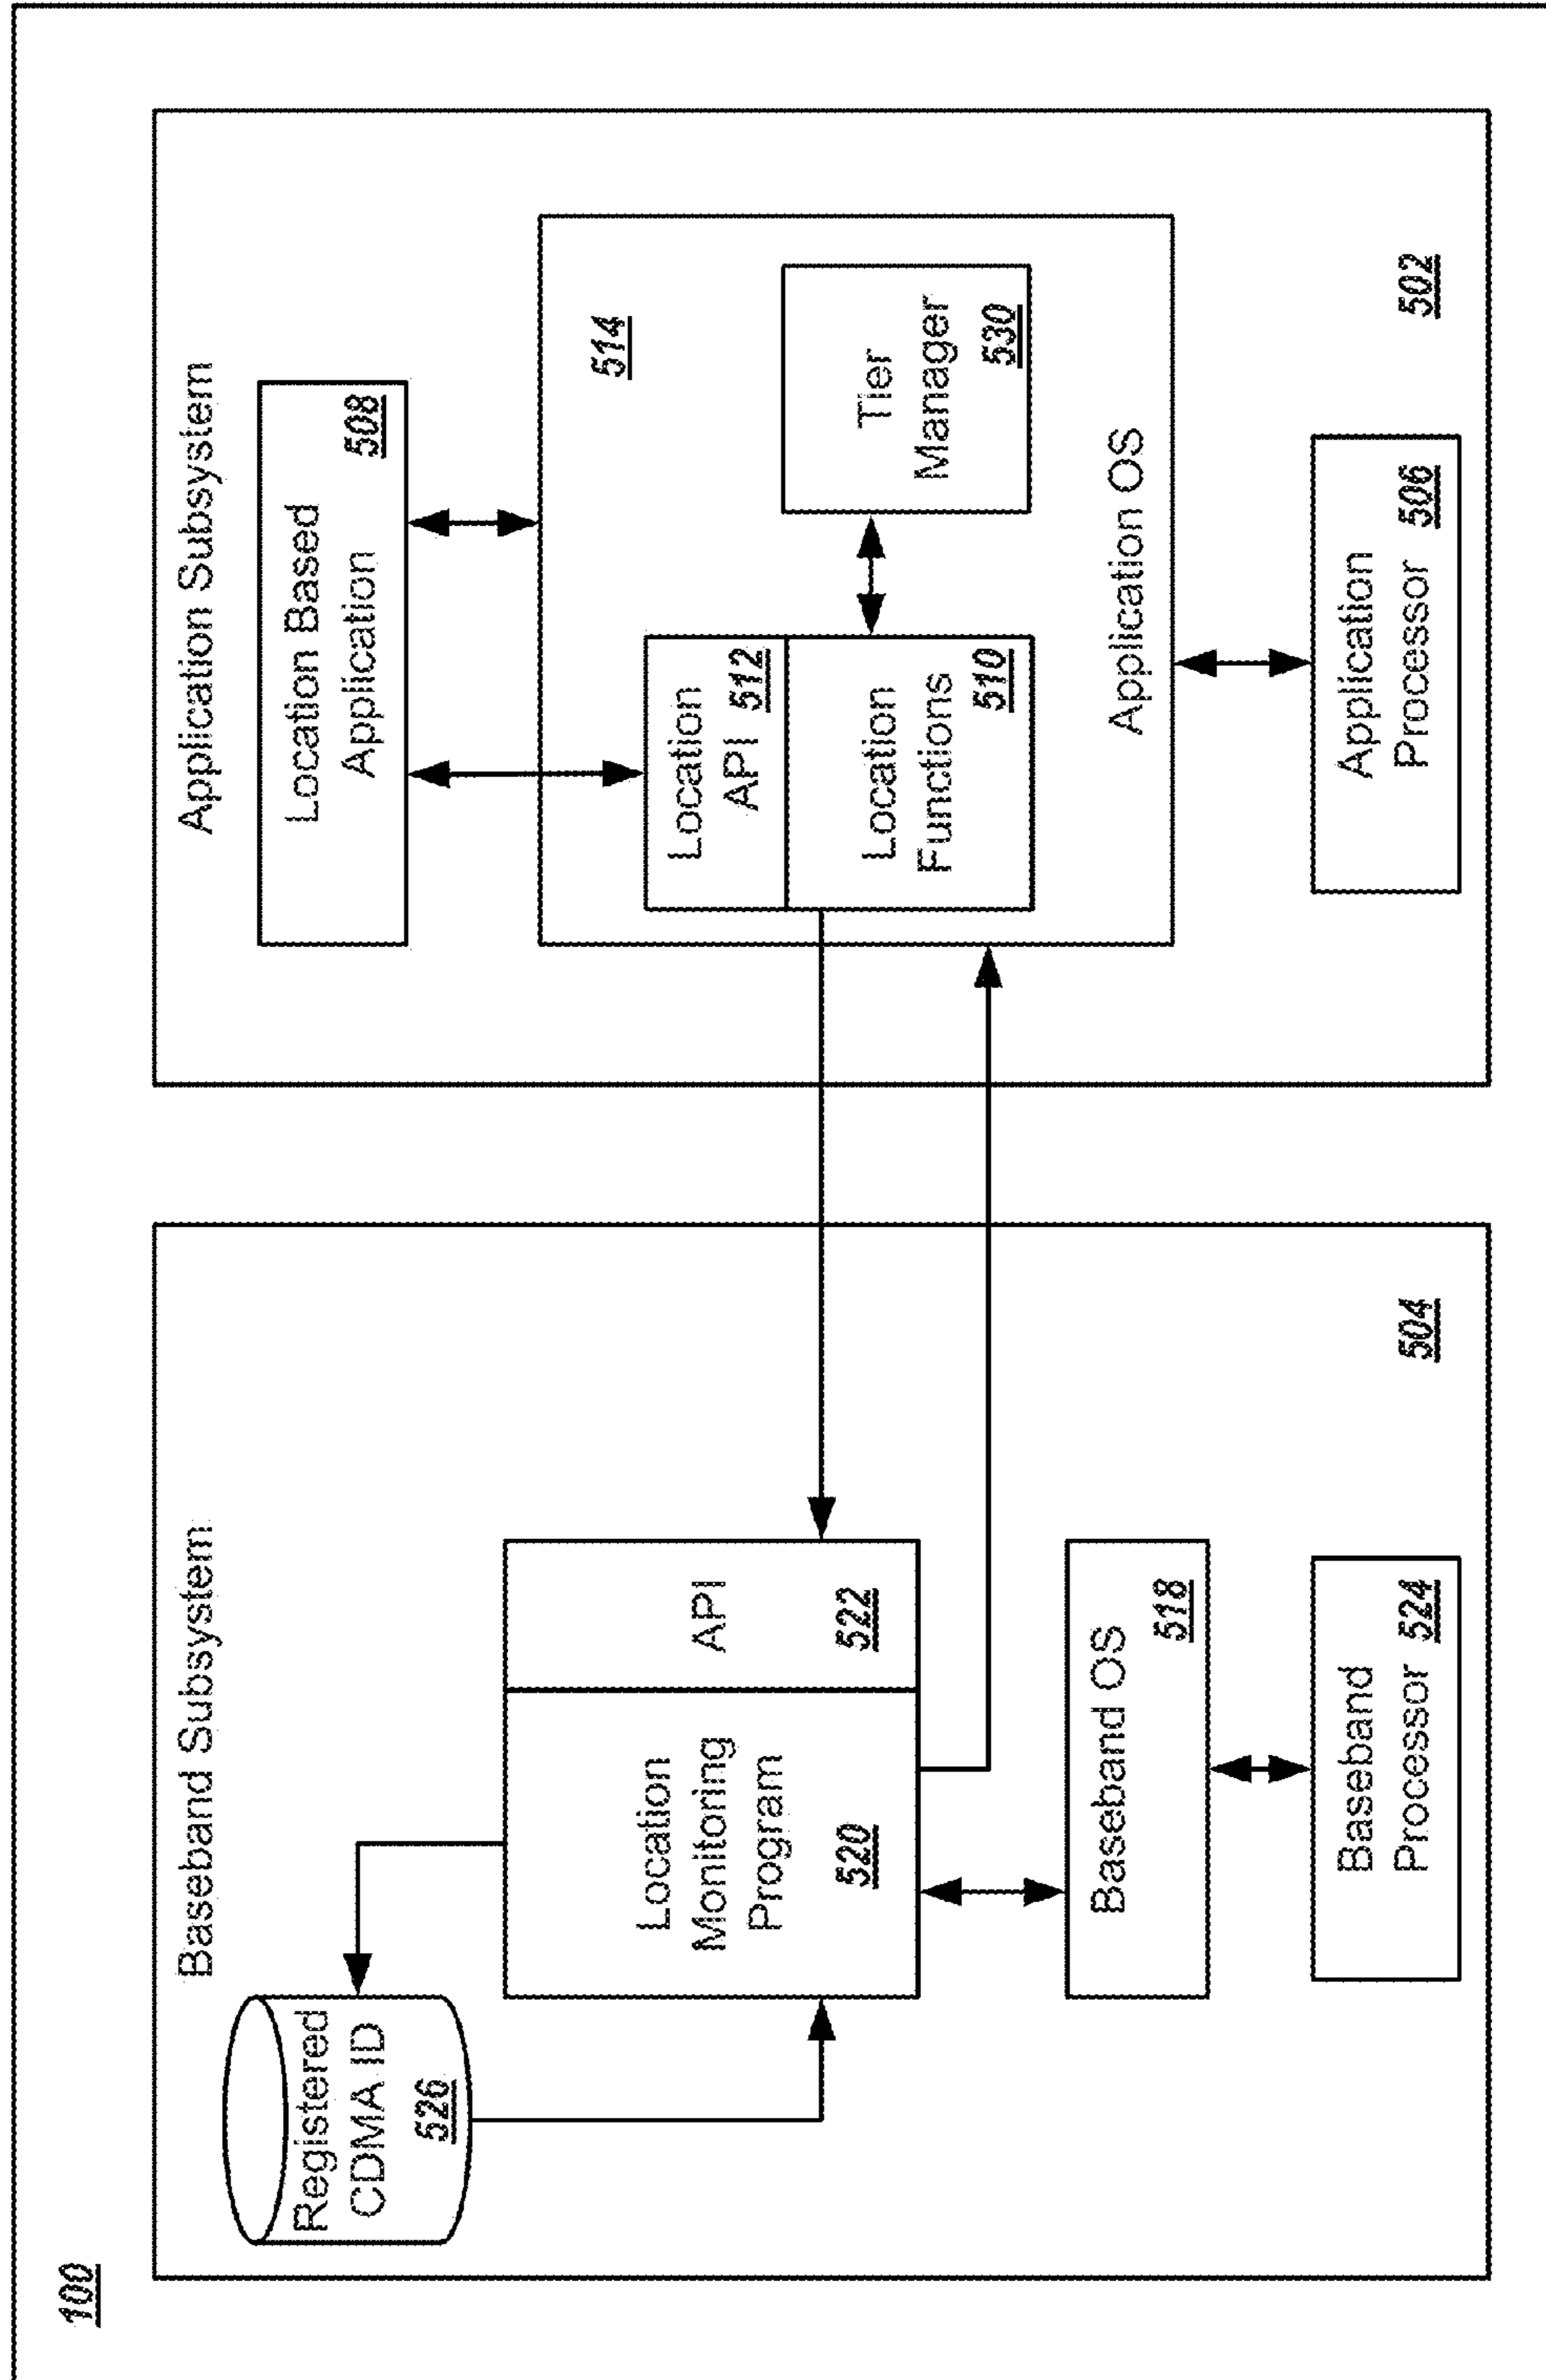 100
Baseband Subsystem
Registered
CDMA ID
526
Location
Monitoring
Program
520
API
522
Baseband OS
518
Baseband
Processor 524
504
Application Subsystem
Location Based
Application 508
514
Location
API 512
Location
Functions 510
Tier
Manager
530
Application OS
Application
Processor 506
502